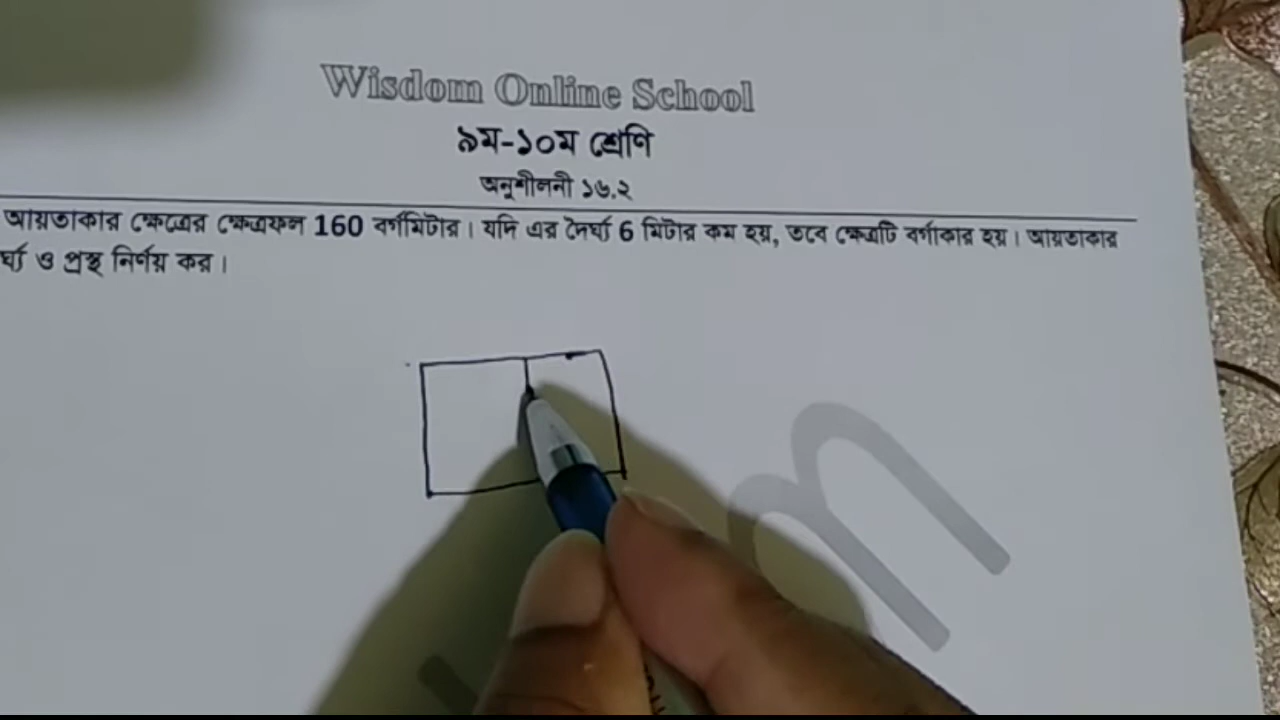 Wisdom Online School
৯ম-১০ম শ্রেণি
অনুশীলনী ১৬.২
আয়তাকার ক্ষেত্রের ক্ষেত্রফল 160 বর্গমিটার। যদি এর দৈর্ঘ্য 6 মিটার কম হয়, তবে ক্ষেত্রটি বর্গাকার হয়। আয়তাকার
ও প্রস্থ নির্ণয় কর।